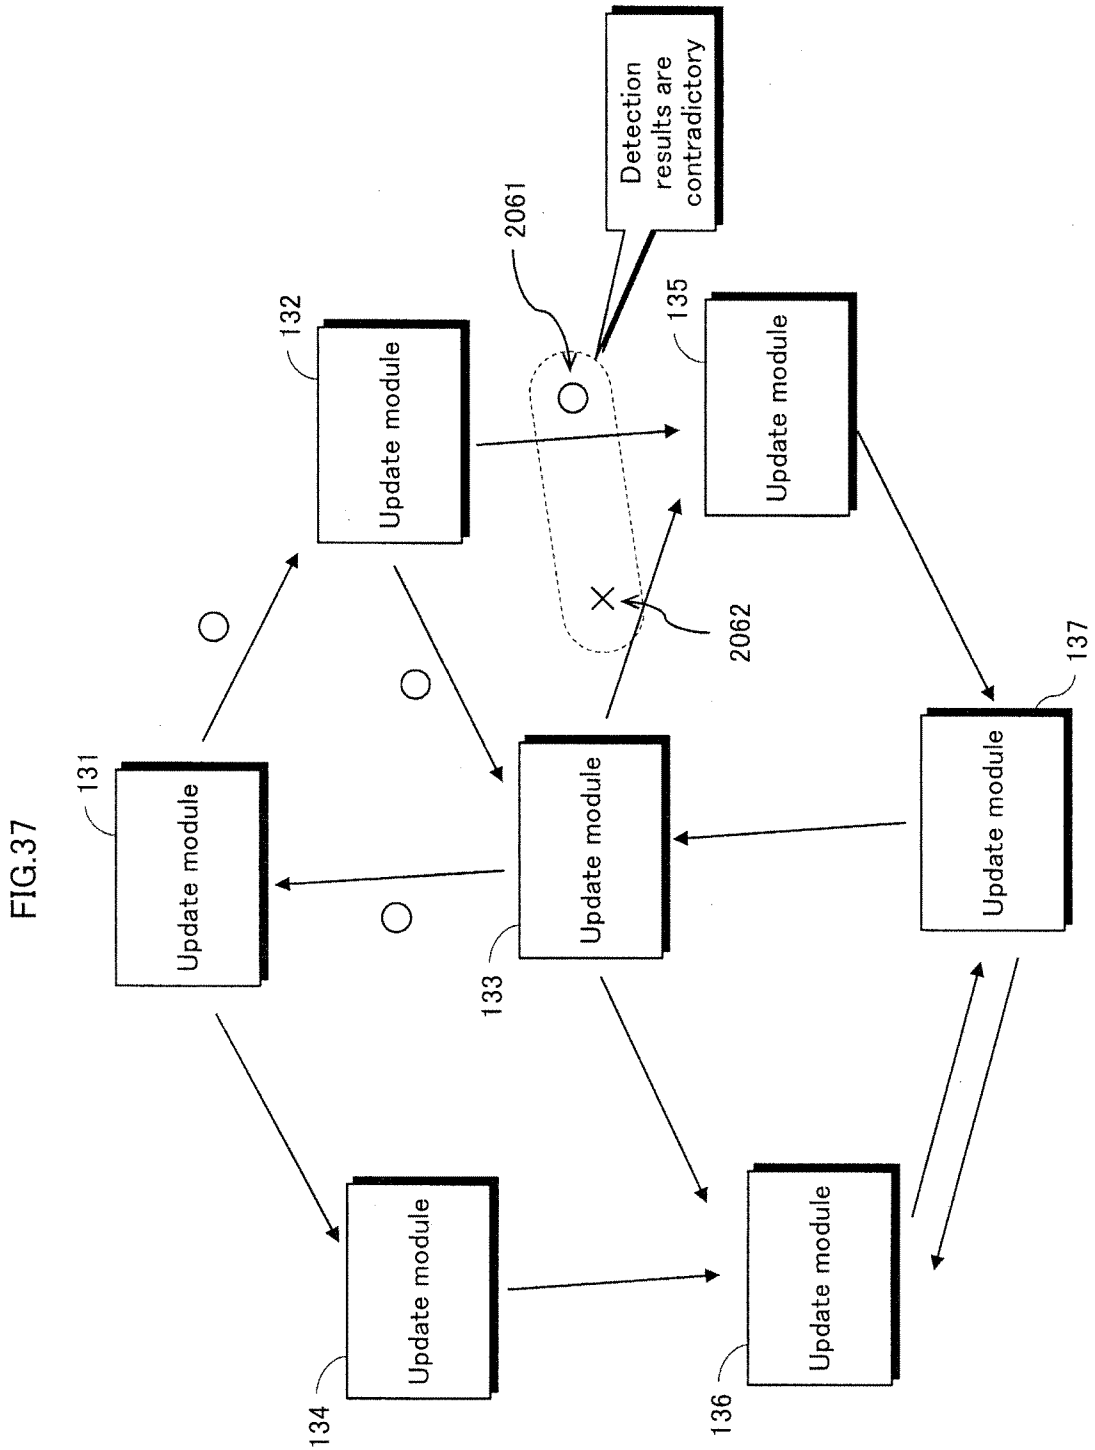 FIG.37
131
Update module
132
Update module
134
Update module
133
Update module
2061
2062
Detection
results are
contradictory
135
Update module
136
Update module
137
Update module